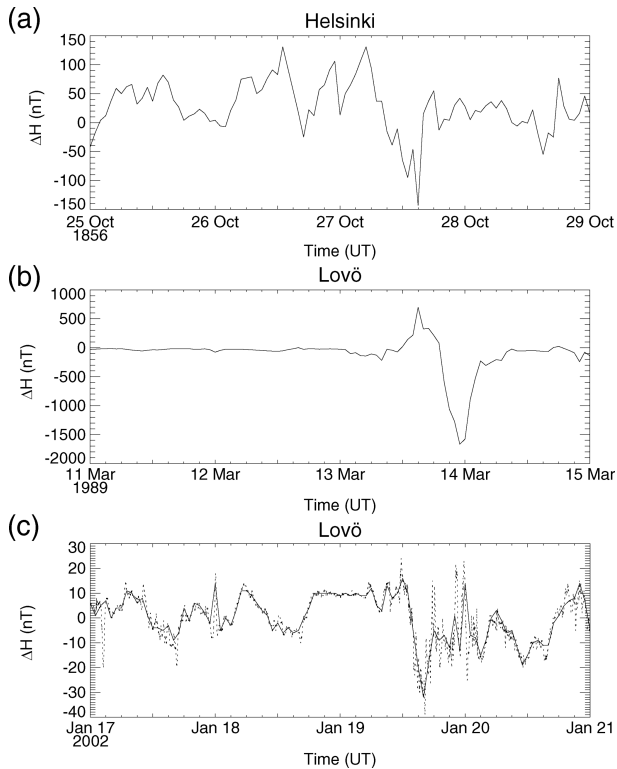 (a)
Helsinki
ΔH (nT)
150
100
50
0
-50
-100
-150
25 Oct 26 Oct 27 Oct 28 Oct 29 Oct
1856
Time (UT)
(b)
Lovö
ΔH (nT)
1000
500
0
-500
-1000
-1500
-2000
11 Mar 12 Mar 13 Mar 14 Mar 15 Mar
1989
Time (UT)
(c)
Lovö
ΔH (nT)
30
20
10
0
-10
-20
-30
-40
Jan 17 Jan 18 Jan 19 Jan 20 Jan 21
2002
Time (UT)